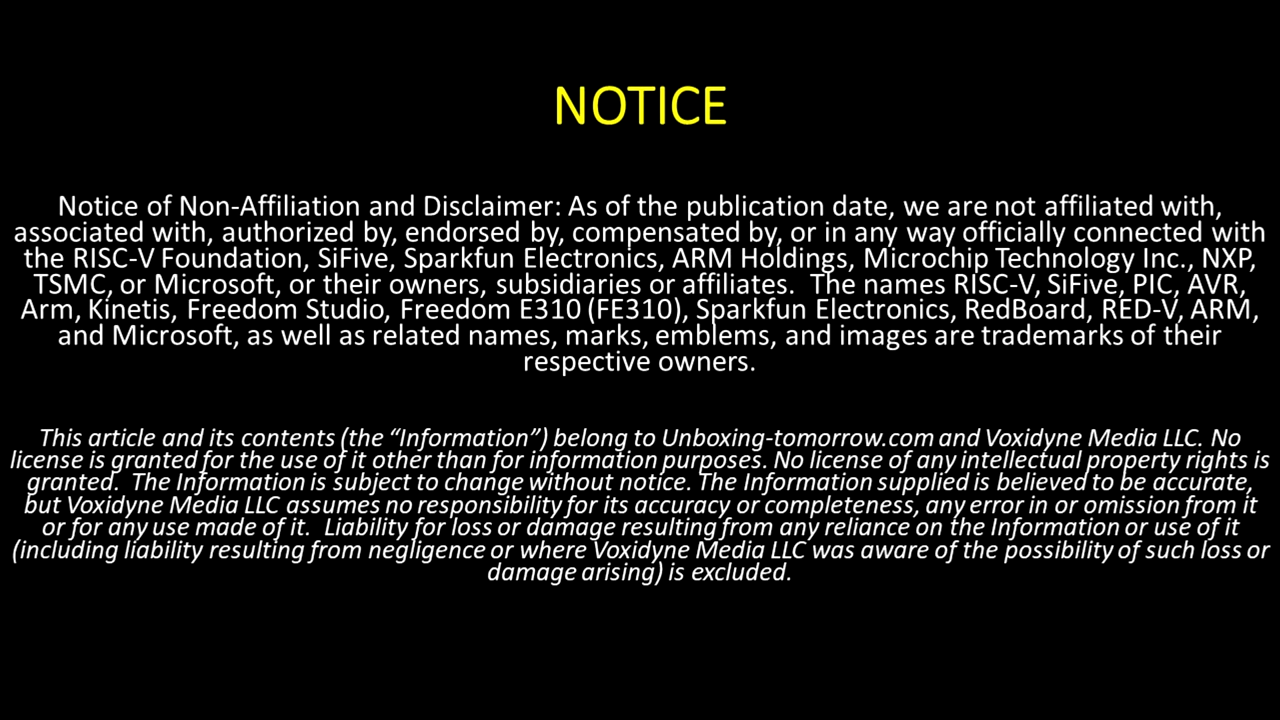 NOTICE
Notice of Non-Affiliation and Disclaimer: As of the publication date, we are not affiliated with,
associated with, authorized by, endorsed by, compensated by, or in any way officially connected with
the RISC-V Foundation, SiFive, Sparkfun Electronics, ARM Holdings, Microchip Technology Inc., NXP,
TSMC, or Microsoft, or their owners, subsidiaries or affiliates.  The names RISC-V, SiFive, PIC, AVR,
Arm, Kinetis, Freedom Studio, Freedom E310 (FE310), Sparkfun Electronics, RedBoard, RED-V, ARM,
and Microsoft, as well as related names, marks, emblems, and images are trademarks of their
respective owners.
This article and its contents (the “Information”) belong to Unboxing-tomorrow.com and Voxidyne Media LLC. No
license is granted for the use of it other than for information purposes. No license of any intellectual property rights is
granted.  The Information is subject to change without notice. The Information supplied is believed to be accurate,
but Voxidyne Media LLC assumes no responsibility for its accuracy or completeness, any error in or omission from it
or for any use made of it.  Liability for loss or damage resulting from any reliance on the Information or use of it
(including liability resulting from negligence or where Voxidyne Media LLC was aware of the possibility of such loss or
damage arising) is excluded.